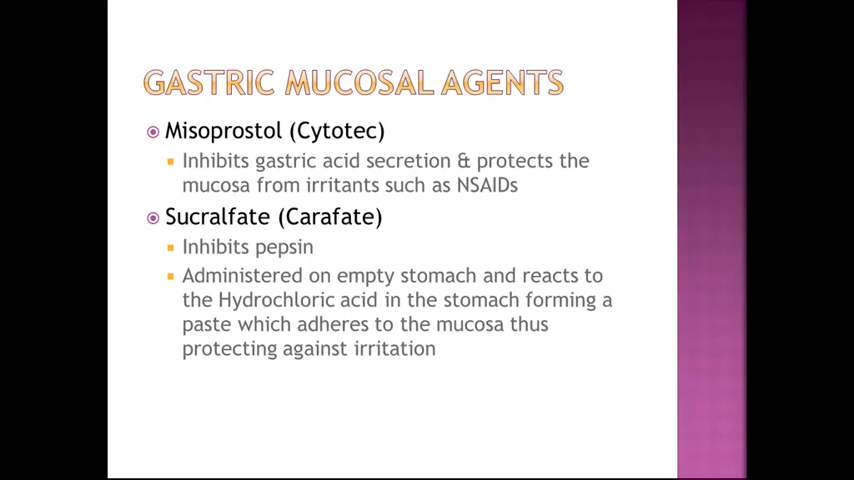 GASTRIC MUCOSAL AGENTS
Misoprostol (Cytotec)
Inhibits gastric acid secretion & protects the
mucosa from irritants such as NSAIDs
Sucralfate (Carafate)
Inhibits pepsin
Administered on empty stomach and reacts to
the Hydrochloric acid in the stomach forming a
paste which adheres to the mucosa thus
protecting against irritation